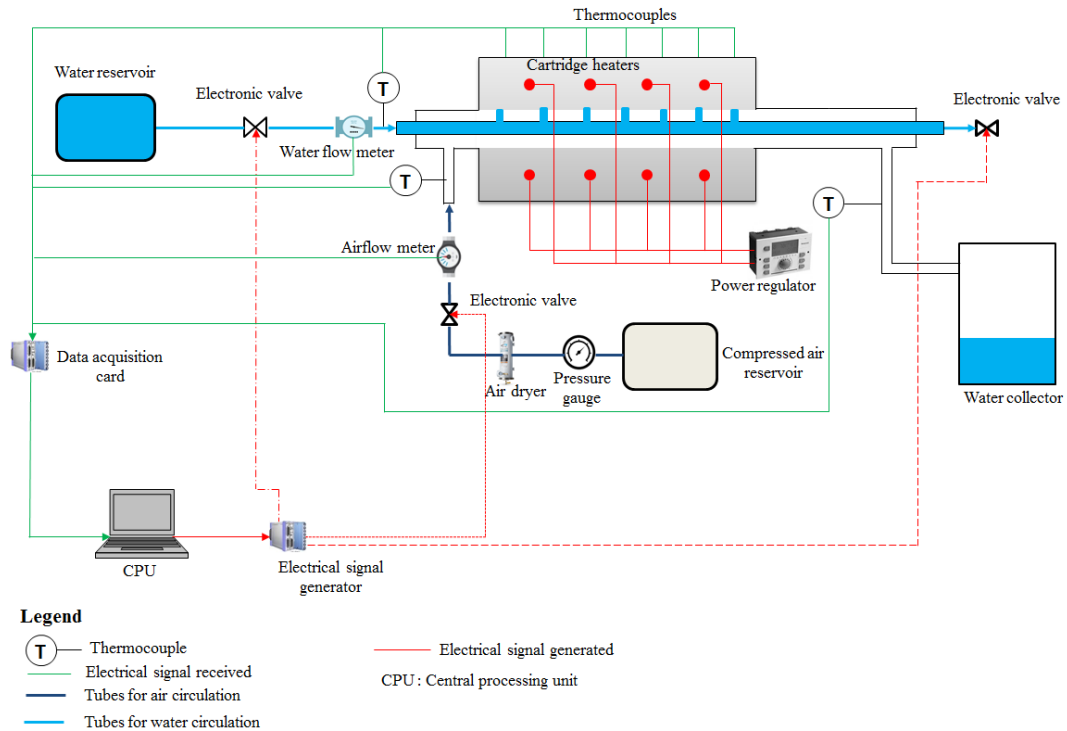 Thermocouples
Water reservoir
Cartridge heaters
Electronic valve
Electronic valve
T
Water flow meter
T
T
Airflow meter
Power regulator
Electronic valve
Data acquisition
card
Air dryer
Pressure
gauge
Compressed air
reservoir
Water collector
CPU
Electrical signal
generator
Legend
T
Thermocouple
Electrical signal received
Tubes for air circulation
Tubes for water circulation
Electrical signal generated
CPU : Central processing unit